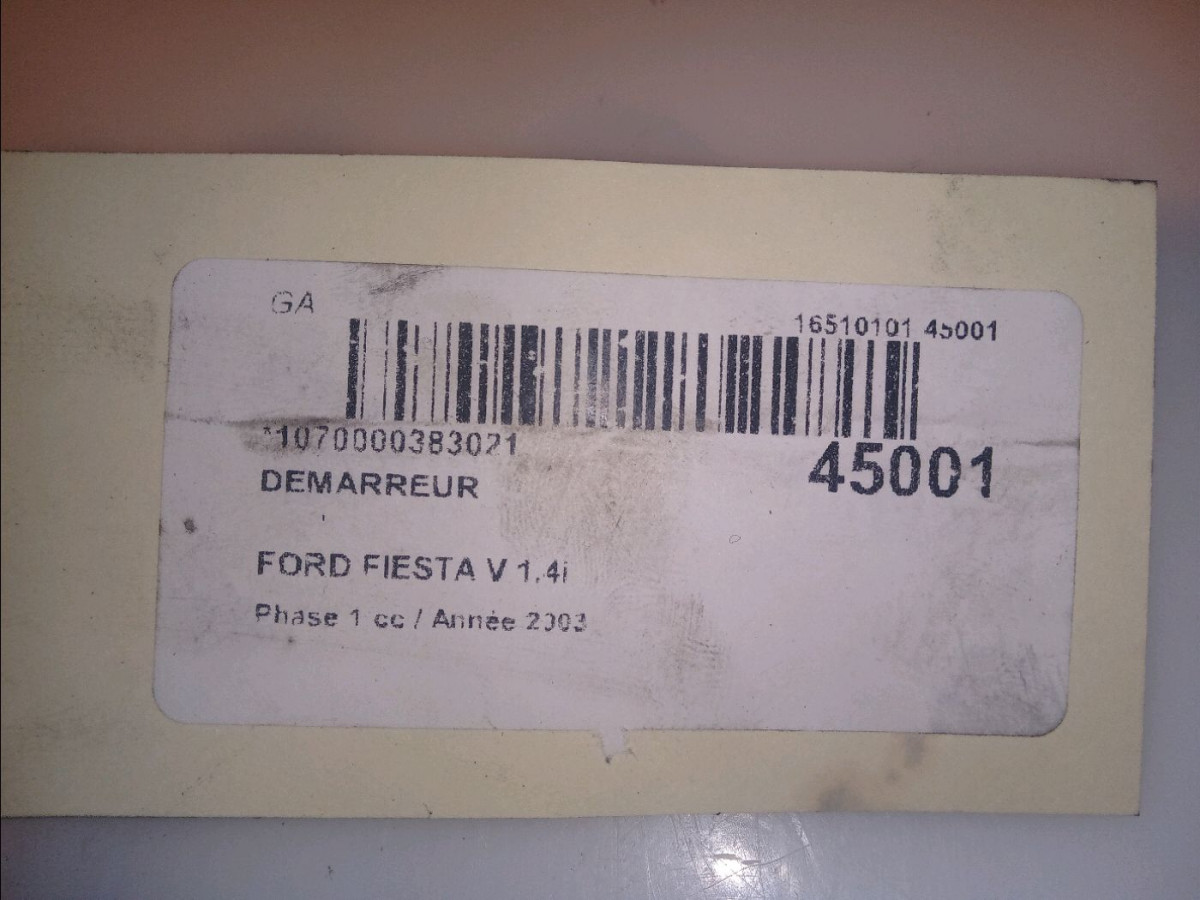 GA
16510101 45001
*1070000383021
45001
DEMARREUR
FORD FIESTA V 1.4i
Phase 1 cc / Année 2003